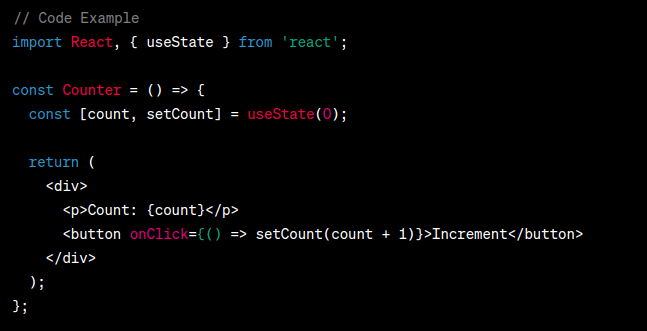 // Code Example
import React, { useState } from 'react';
const Counter = () => {
const [count, setCount] = useState(0);
return (
<div>
<p>Count: {count}</p>
<button onClick={() => setCount(count + 1)}>Increment</button>
</div>
);
};